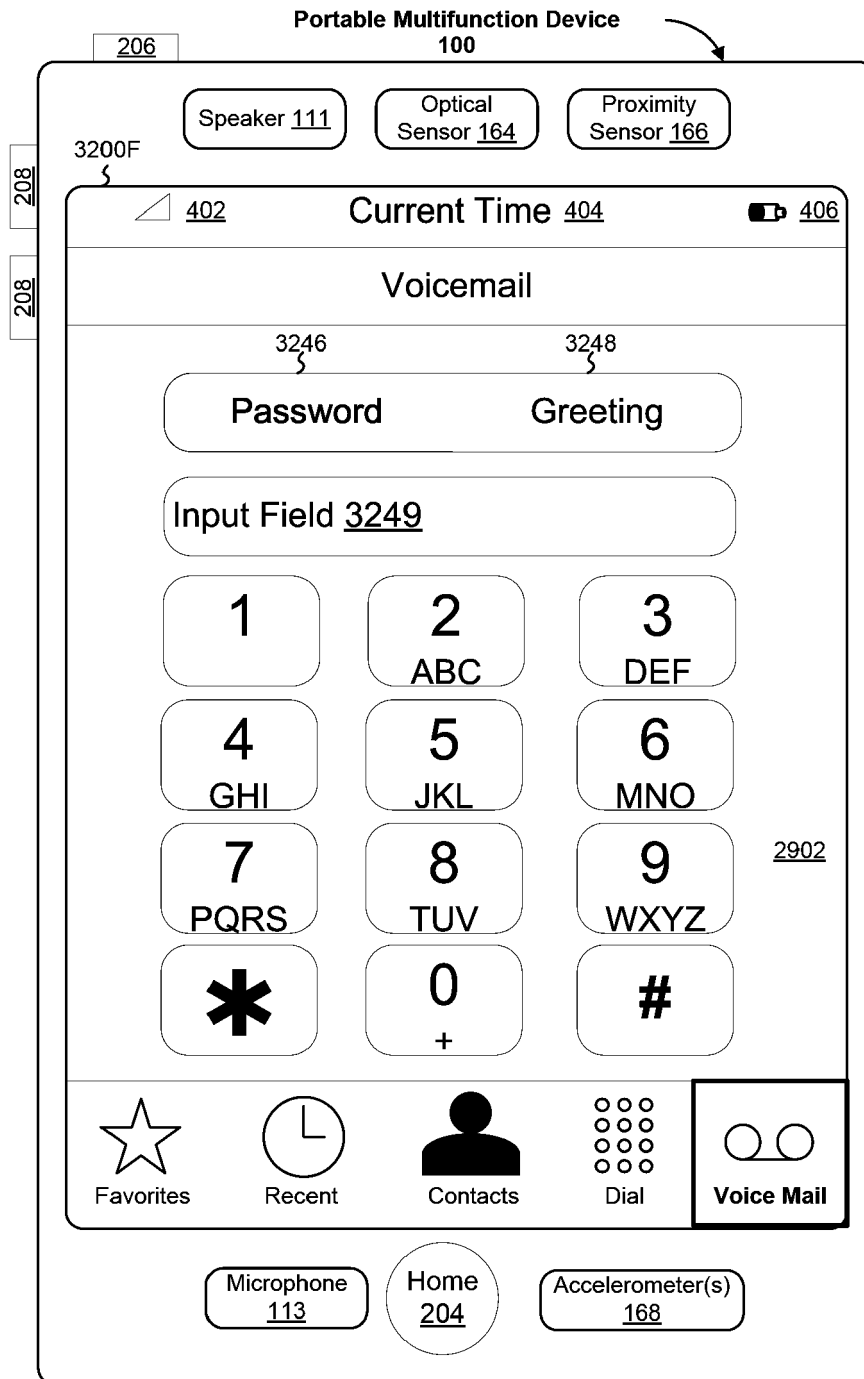 Portable Multifunction Device
100
206
Speaker 111
Optical
Sensor 164
Proximity
Sensor 166
3200F
208
208
402
Current Time 404
406
Voicemail
3246
3248
Password
Greeting
Input Field 3249
1
2
ABC
3
DEF
4
GHI
5
JKL
6
MNO
7
PQRS
8
TUV
9
WXYZ
2902
*
0
+
#
Favorites
Recent
Contacts
Dial
Voice Mail
Microphone
113
Home
204
Accelerometer(s)
168